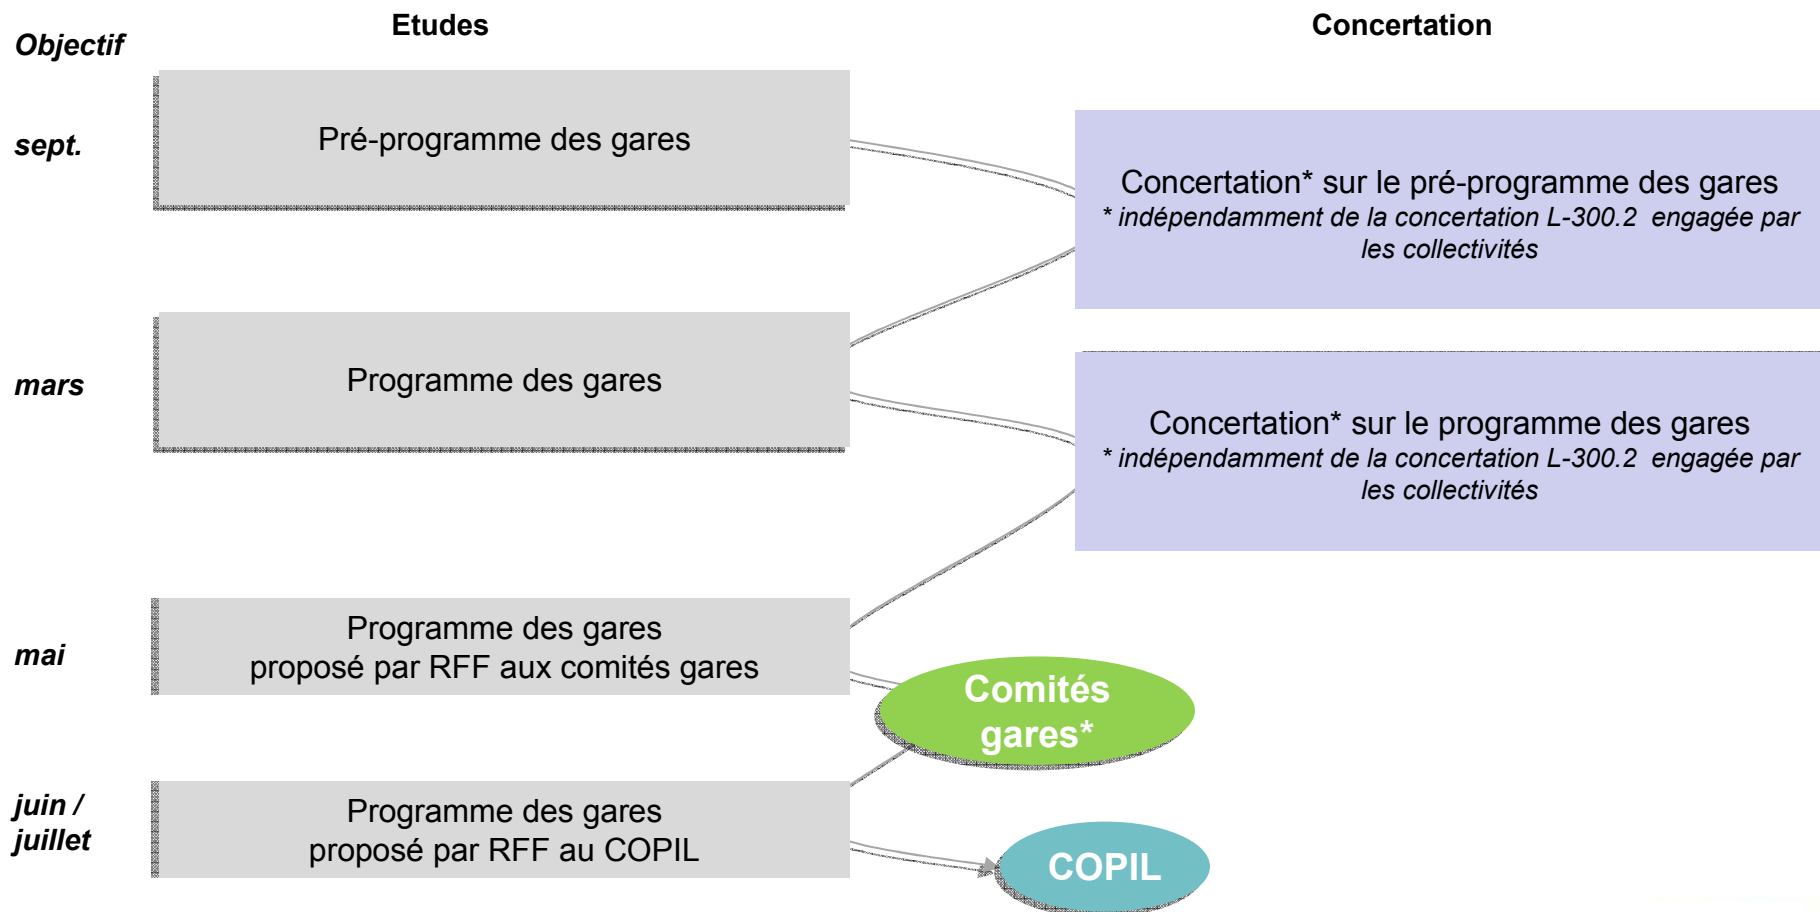 Objectif
Etudes
Concertation
sept.
Pré-programme des gares
Concertation* sur le pré-programme des gares
* indépendamment de la concertation L-300.2 engagée par
les collectivités
mars
Programme des gares
Concertation* sur le programme des gares
* indépendamment de la concertation L-300.2 engagée par
les collectivités
mai
Programme des gares
proposé par RFF aux comités gares
Comités
gares*
juin /
juillet
Programme des gares
proposé par RFF au COPIL
COPIL